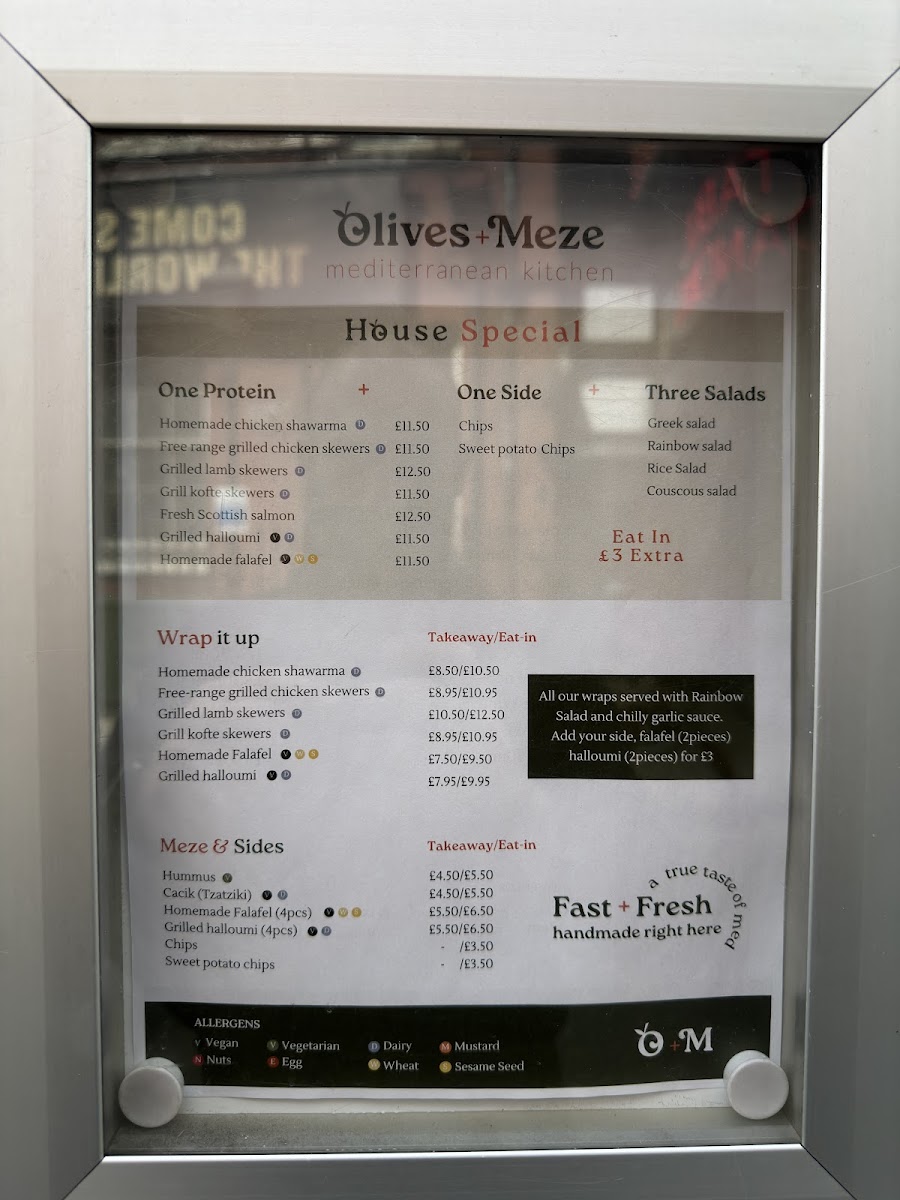 Olives+Meze
mediterranean kitchen
COME S
THE WORL
House Special
One Protein + One Side + Three Salads
Homemade chicken shawarma D £11.50 Chips Greek salad
Free range grilled chicken skewers D £11.50 Sweet potato Chips Rainbow salad
Grilled lamb skewers D £12.50 Rice Salad
Grill kofte skewers D £11.50 Couscous salad
Fresh Scottish salmon £12.50
Grilled halloumi V D £11.50 Eat In
Homemade falafel V W S £11.50 £3 Extra
Wrap it up Takeaway/Eat-in
Homemade chicken shawarma D £8.50/£10.50
Free-range grilled chicken skewers D £8.95/£10.95
Grilled lamb skewers D £10.50/£12.50
Grill kofte skewers D £8.95/£10.95
Homemade Falafel V W S £7.50/£9.50
Grilled halloumi V D £7.95/£9.95
All our wraps served with Rainbow
Salad and chilly garlic sauce.
Add your side, falafel (2pieces)
halloumi (2pieces) for £3
Meze & Sides Takeaway/Eat-in
Hummus V £4.50/£5.50
Cacik (Tzatziki) V D £4.50/£5.50
Homemade Falafel (4pcs) V W S £5.50/£6.50
Grilled halloumi (4pcs) V D £5.50/£6.50
Chips - /£3.50
Sweet potato chips - /£3.50
a true taste of med
Fast + Fresh
handmade right here
ALLERGENS
V Vegan V Vegetarian D Dairy M Mustard
N Nuts E Egg W Wheat S Sesame Seed
O+M